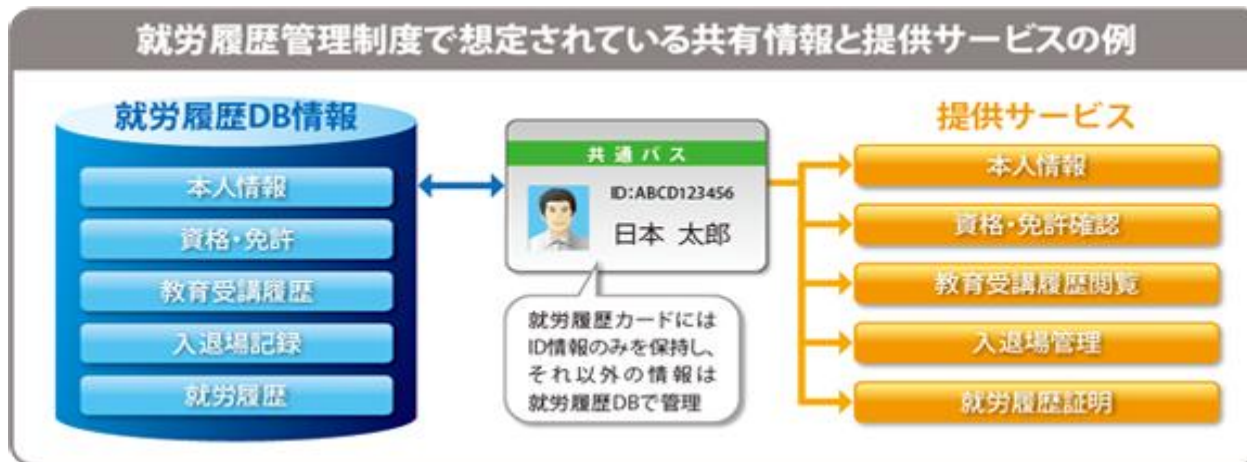 就労履歴管理制度で想定されている共有情報と提供サービスの例
就労履歴DB情報
本人情報
資格・免許
教育受講履歴
入退場記録
就労履歴
共通パス
ID:ABCD123456
日本 太郎
就労履歴カードには
ID情報のみを保持し、
それ以外の情報は
就労履歴DBで管理
提供サービス
本人情報
資格・免許確認
教育受講履歴閲覧
入退場管理
就労履歴証明